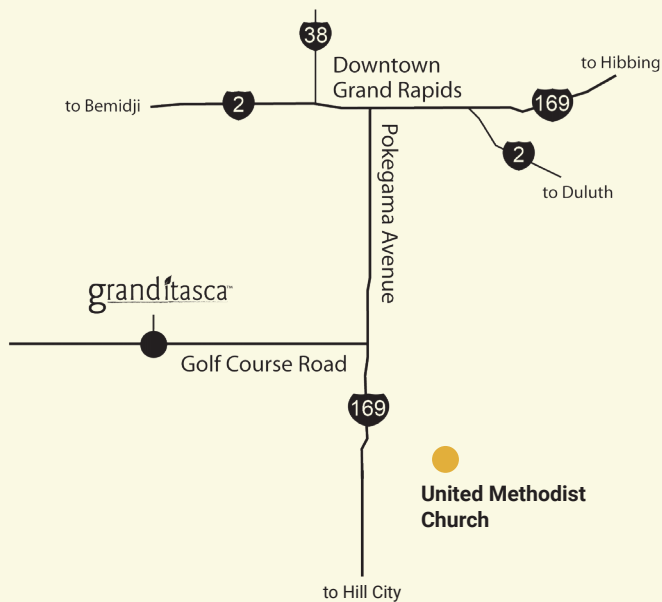 38
Downtown
Grand Rapids
to Hibbing
to Bemidji
2
169
2
to Duluth
Pokegama Avenue
granditasca™
Golf Course Road
169
United Methodist
Church
to Hill City